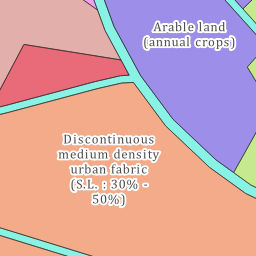 Arable land
(annual crops)
Discontinuous
medium density
urban fabric
(S.L. : 30% -
50%)